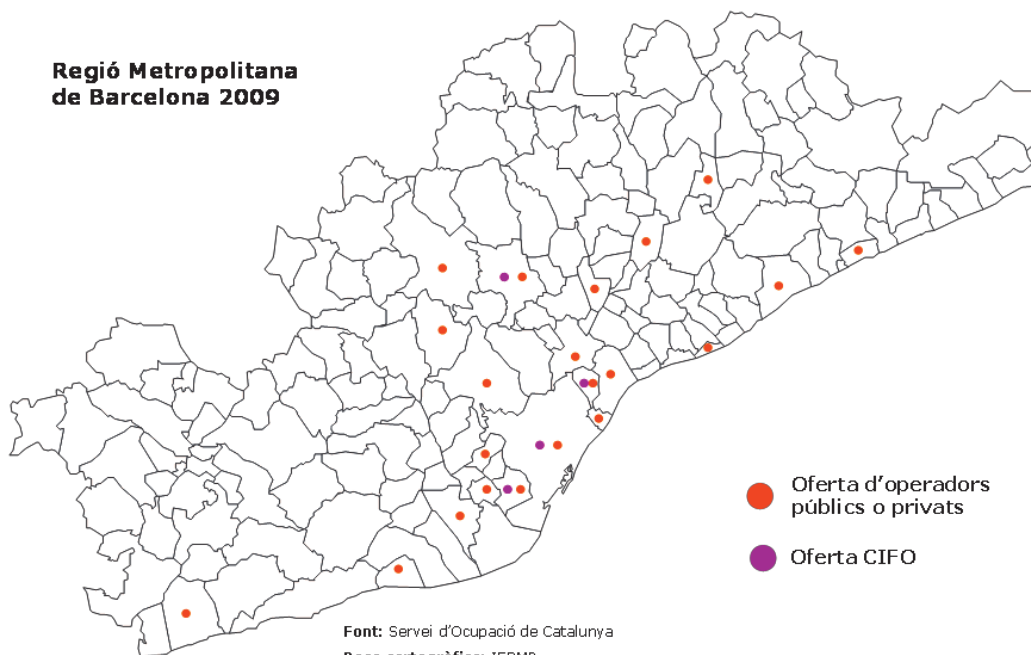 Regió Metropolitana
de Barcelona 2009
Oferta d'operadors
públics o privats
Oferta CIFO
Font: Servei d'Ocupació de Catalunya